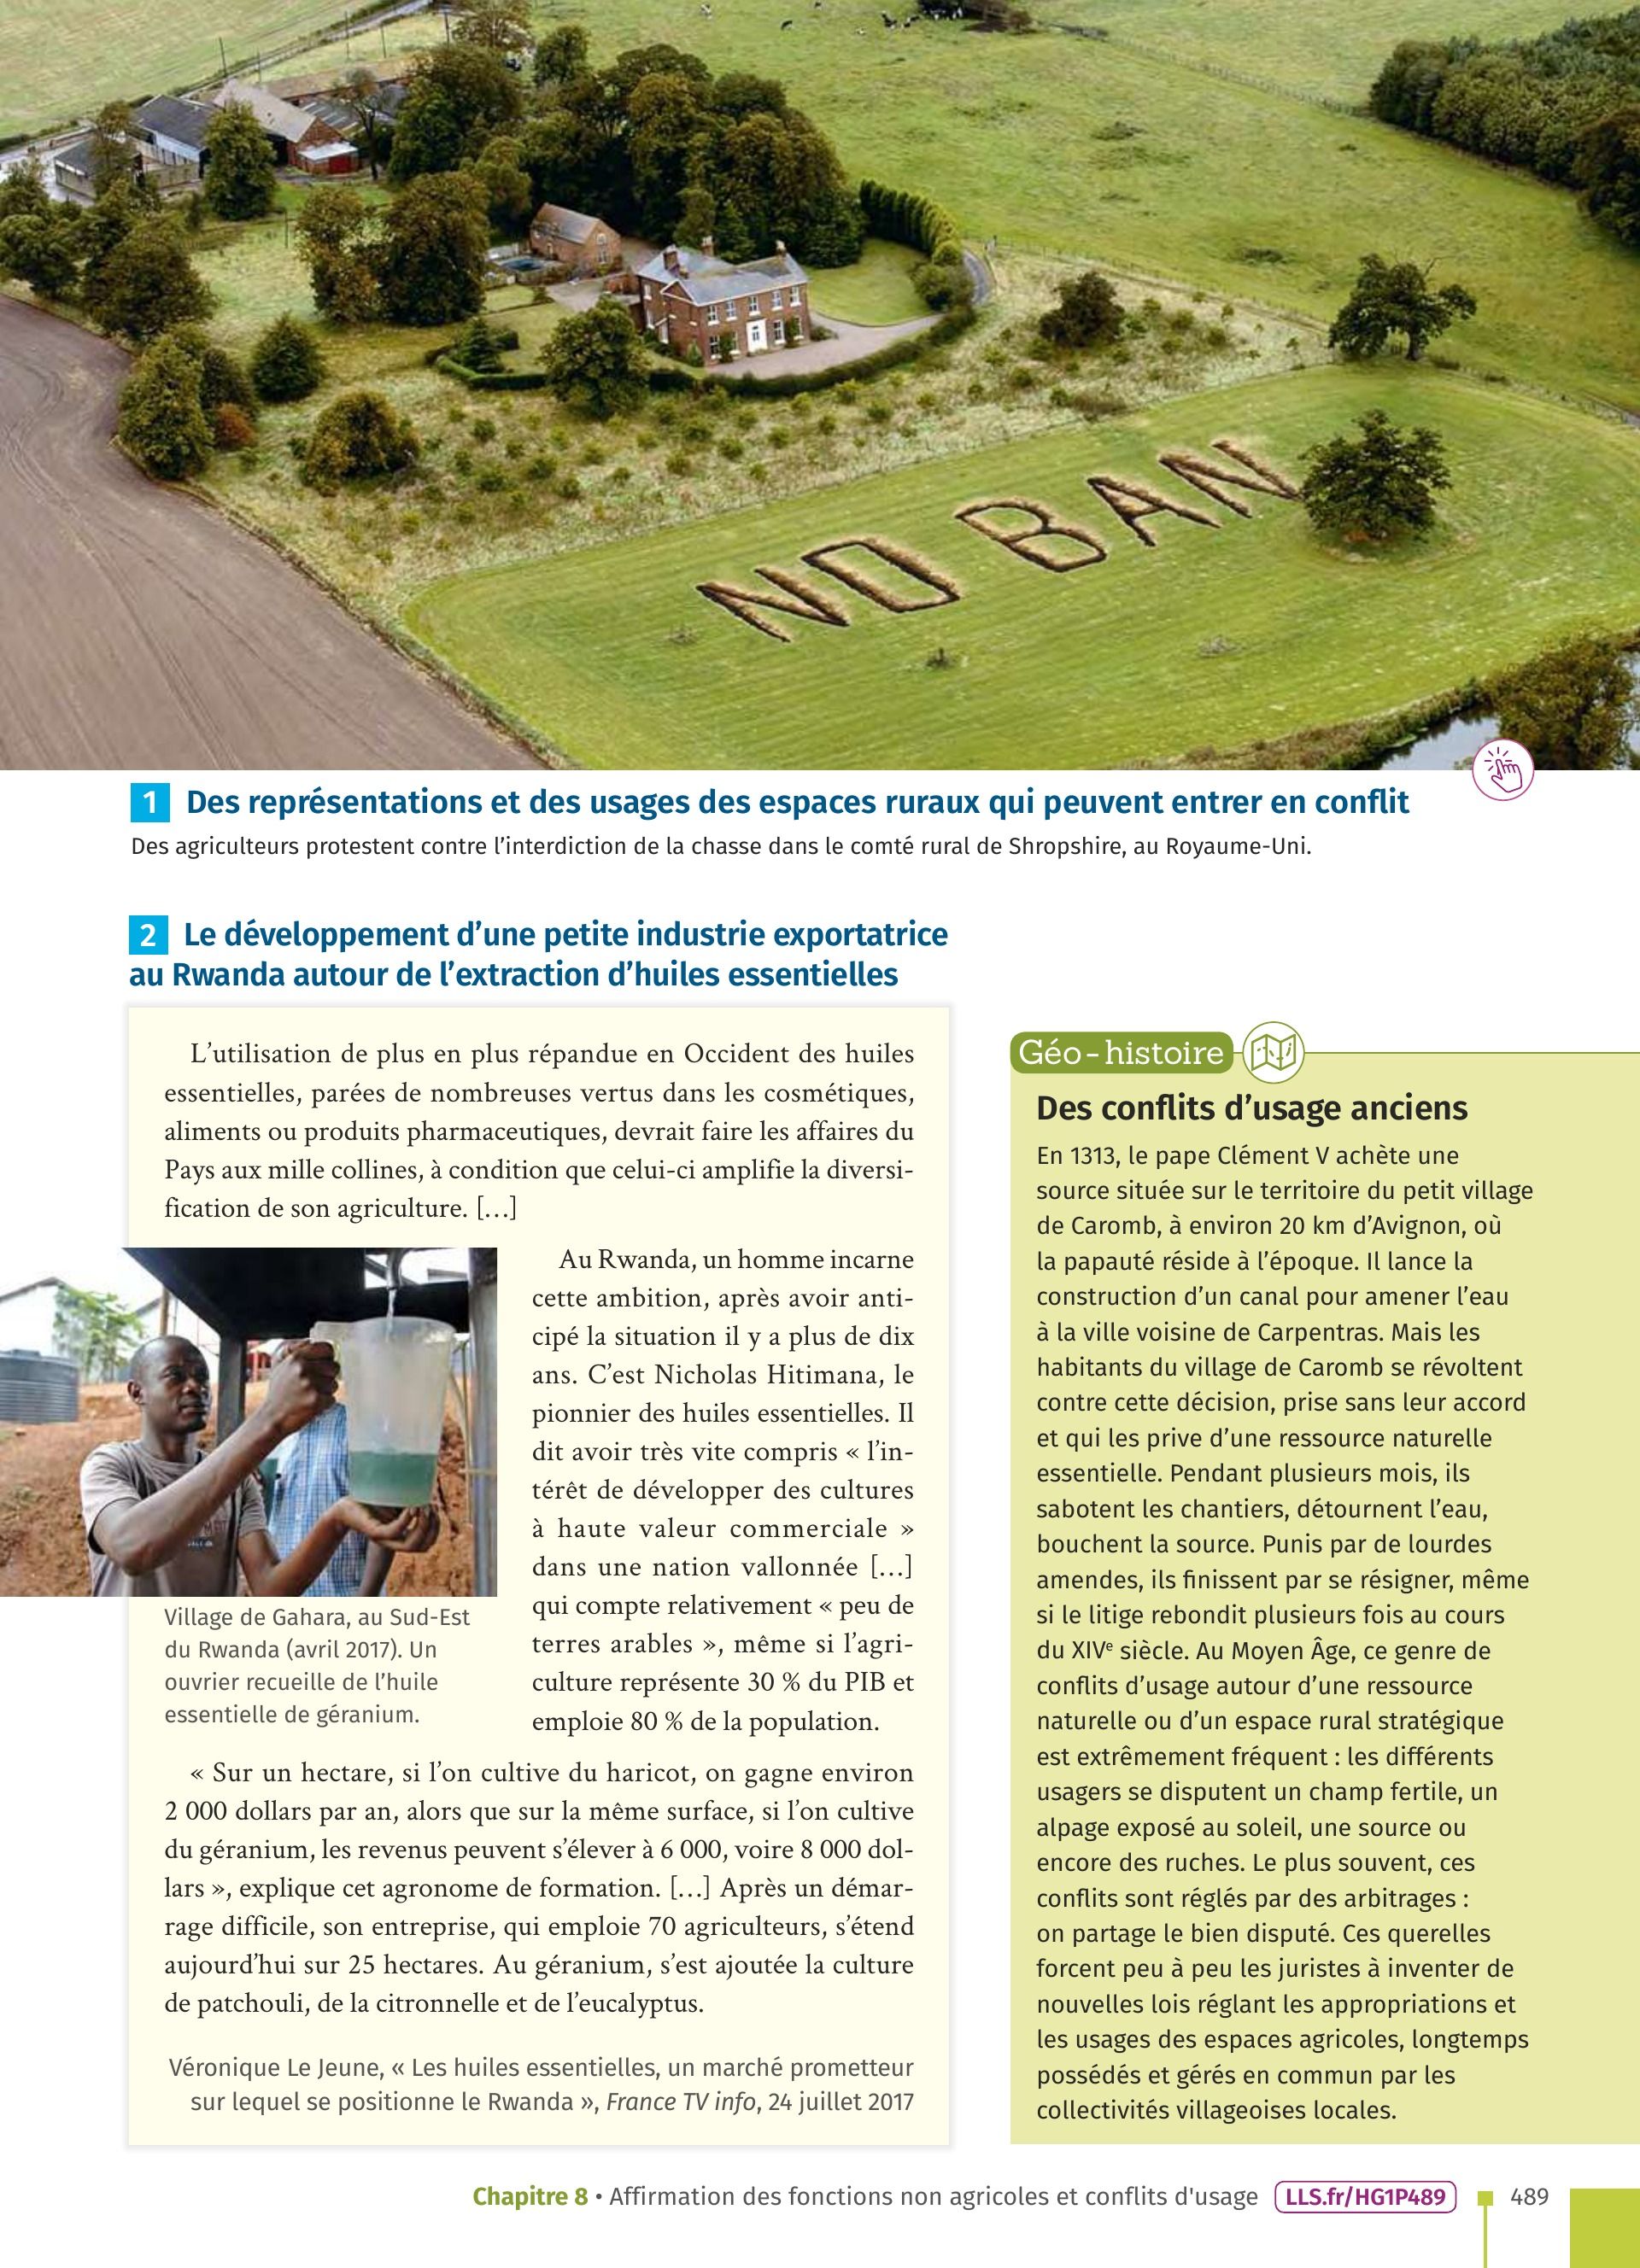 NO BAN
1 Des représentations et des usages des espaces ruraux qui peuvent entrer en conflit
Des agriculteurs protestent contre l’interdiction de la chasse dans le comté rural de Shropshire, au Royaume-Uni.
2 Le développement d’une petite industrie exportatrice
au Rwanda autour de l’extraction d’huiles essentielles
L’utilisation de plus en plus répandue en Occident des huiles
essentielles, parées de nombreuses vertus dans les cosmétiques,
aliments ou produits pharmaceutiques, devrait faire les affaires du
Pays aux mille collines, à condition que celui-ci amplifie la diversi-
fication de son agriculture. […]
Au Rwanda, un homme incarne
cette ambition, après avoir anti-
cipé la situation il y a plus de dix
ans. C’est Nicholas Hitimana, le
pionnier des huiles essentielles. Il
dit avoir très vite compris « l’in-
térêt de développer des cultures
à haute valeur commerciale »
dans une nation vallonnée […]
qui compte relativement « peu de
terres arables », même si l’agri-
culture représente 30 % du PIB et
emploie 80 % de la population.
Village de Gahara, au Sud-Est
du Rwanda (avril 2017). Un
ouvrier recueille de l’huile
essentielle de géranium.
« Sur un hectare, si l’on cultive du haricot, on gagne environ
2 000 dollars par an, alors que sur la même surface, si l’on cultive
du géranium, les revenus peuvent s’élever à 6 000, voire 8 000 dol-
lars », explique cet agronome de formation. […] Après un démar-
rage difficile, son entreprise, qui emploie 70 agriculteurs, s’étend
aujourd’hui sur 25 hectares. Au géranium, s’est ajoutée la culture
de patchouli, de la citronnelle et de l’eucalyptus.
Véronique Le Jeune, « Les huiles essentielles, un marché prometteur
sur lequel se positionne le Rwanda », France TV info, 24 juillet 2017
Géo-histoire
Des conflits d’usage anciens
En 1313, le pape Clément V achète une
source située sur le territoire du petit village
de Caromb, à environ 20 km d’Avignon, où
la papauté réside à l’époque. Il lance la
construction d’un canal pour amener l’eau
à la ville voisine de Carpentras. Mais les
habitants du village de Caromb se révoltent
contre cette décision, prise sans leur accord
et qui les prive d’une ressource naturelle
essentielle. Pendant plusieurs mois, ils
sabotent les chantiers, détournent l’eau,
bouchent la source. Punis par de lourdes
amendes, ils finissent par se résigner, même
si le litige rebondit plusieurs fois au cours
du XIVe siècle. Au Moyen Âge, ce genre de
conflits d’usage autour d’une ressource
naturelle ou d’un espace rural stratégique
est extrêmement fréquent : les différents
usagers se disputent un champ fertile, un
alpage exposé au soleil, une source ou
encore des ruches. Le plus souvent, ces
conflits sont réglés par des arbitrages :
on partage le bien disputé. Ces querelles
forcent peu à peu les juristes à inventer de
nouvelles lois réglant les appropriations et
les usages des espaces agricoles, longtemps
possédés et gérés en commun par les
collectivités villageoises locales.
Chapitre 8 • Affirmation des fonctions non agricoles et conflits d'usage LLS.fr/HG1P489 489